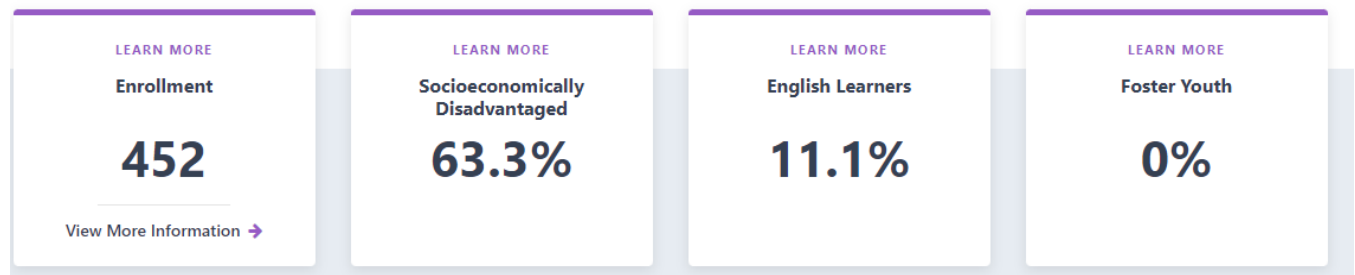 LEARN MORE
Enrollment
452
View More Information
LEARN MORE
Socioeconomically
Disadvantaged
63.3%
LEARN MORE
English Learners
11.1%
LEARN MORE
Foster Youth
0%